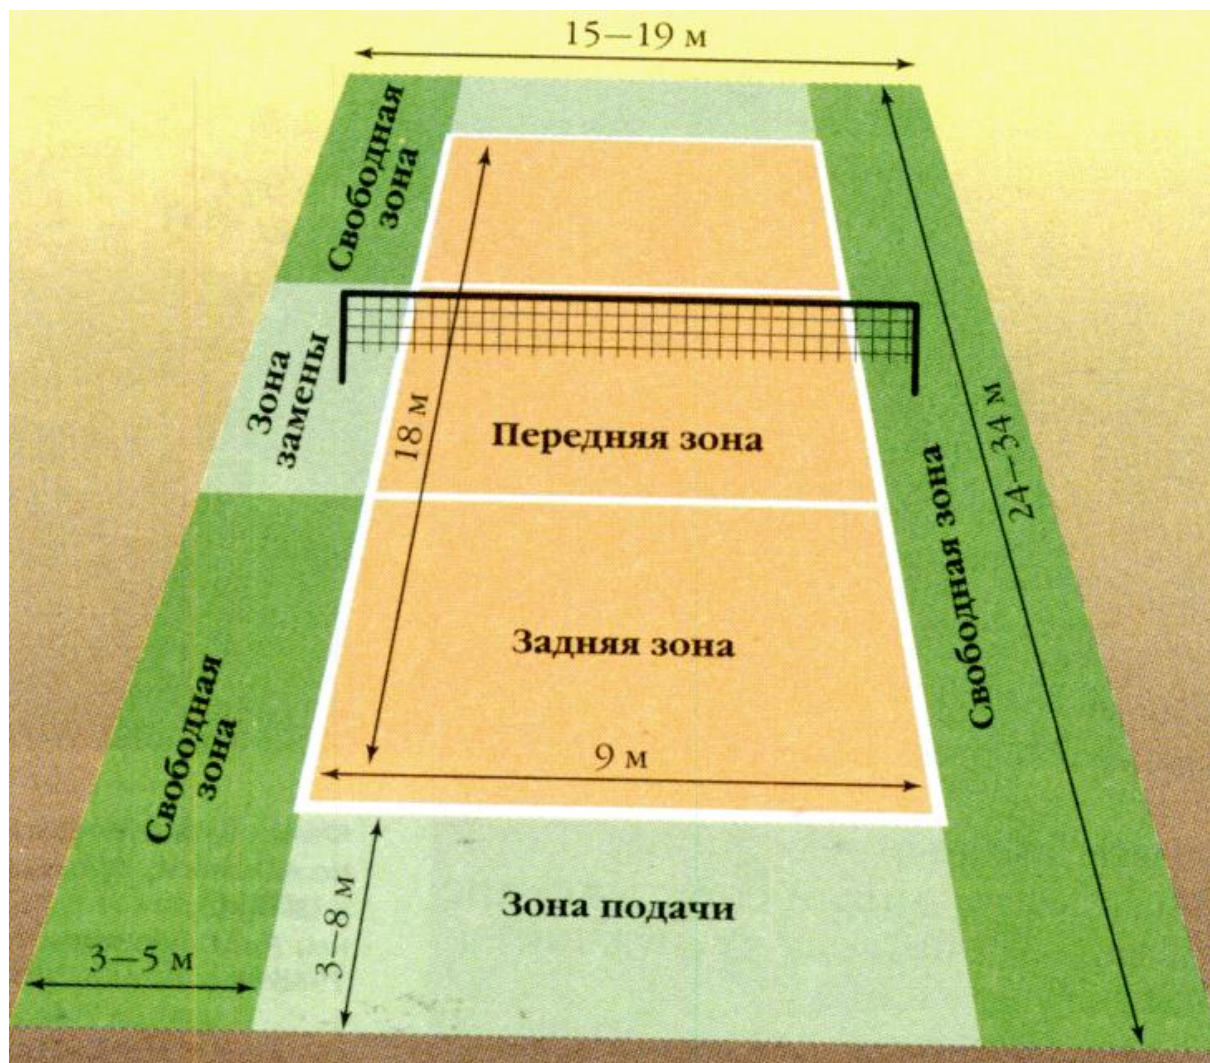 15—19 м
Свободная
зона
Зона
замены
18 м
Передняя зона
24—34 м
Свободная зона
Задняя зона
Свободная
зона
9 м
Зона подачи
3—8 м
3—5 м